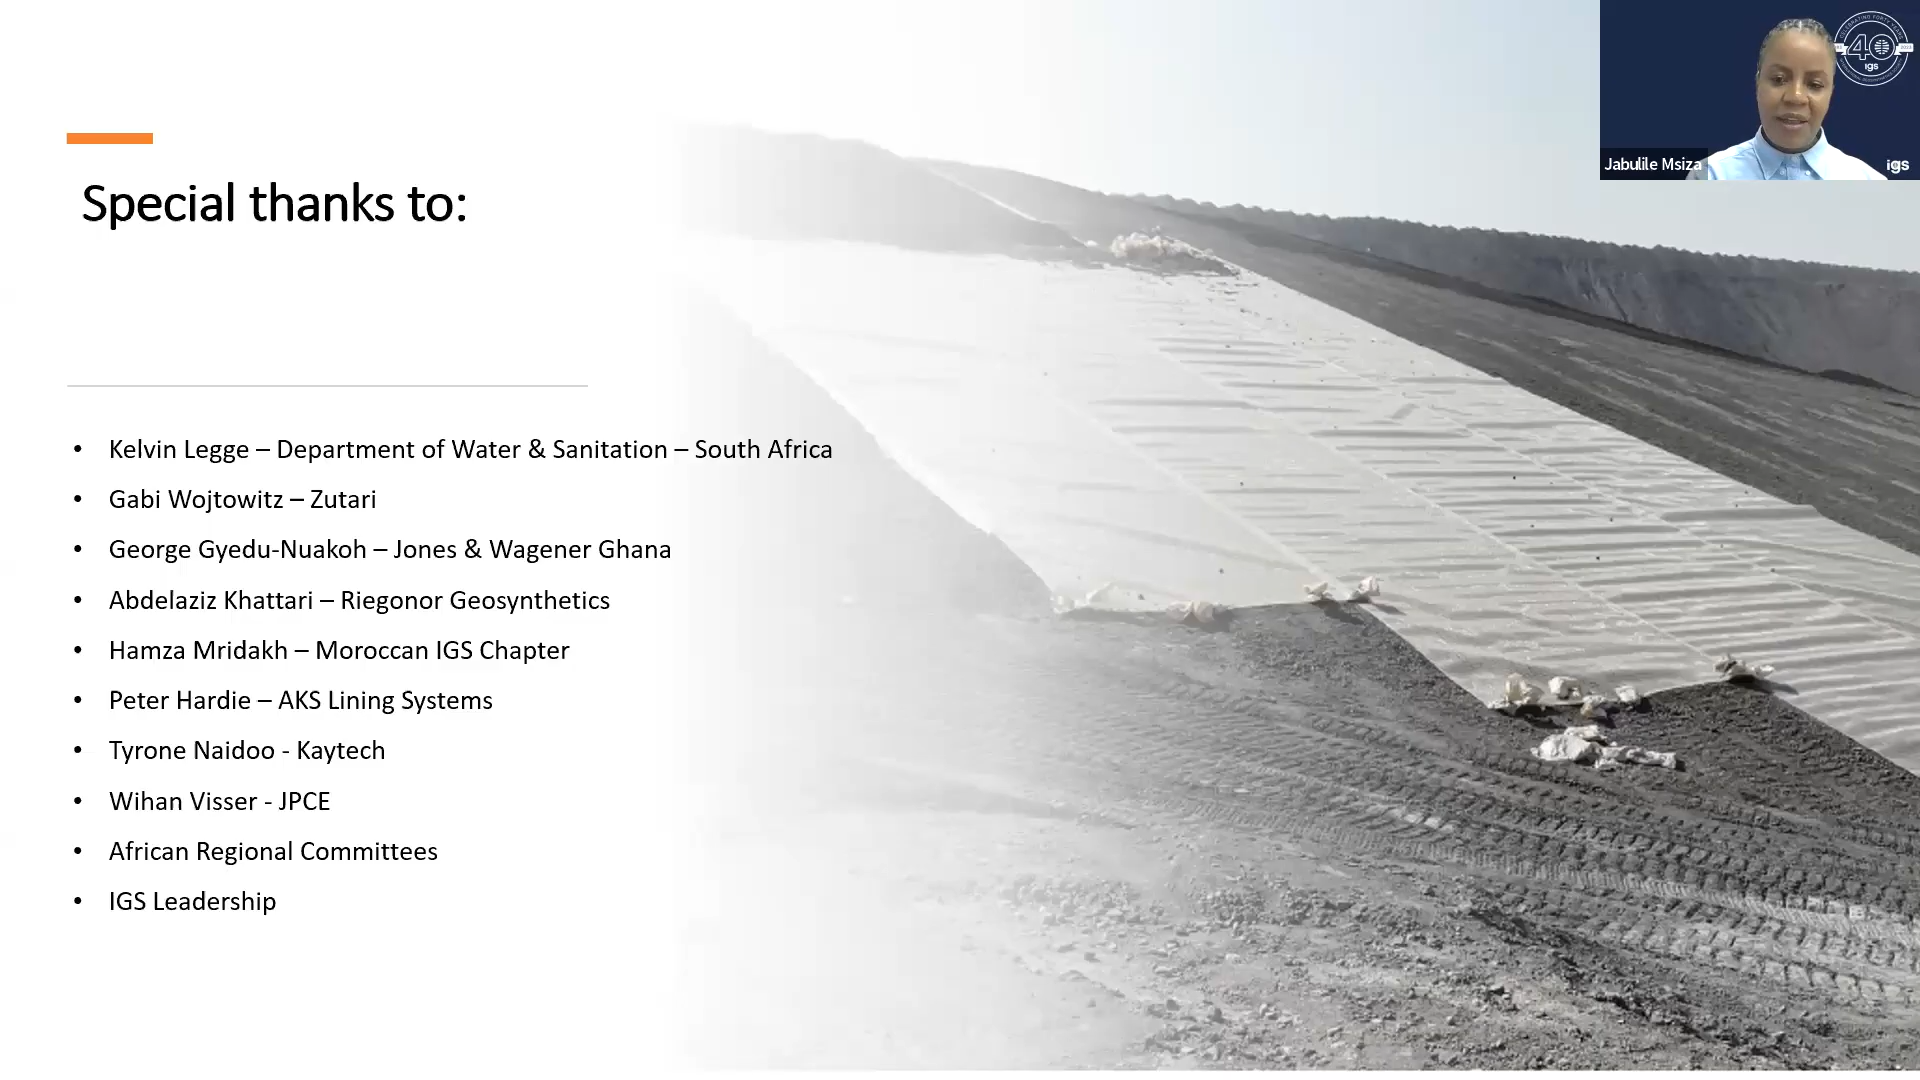 Special thanks to:
• Kelvin Legge – Department of Water & Sanitation – South Africa
• Gabi Wojtowitz – Zutari
• George Gyedu-Nuakoh – Jones & Wagener Ghana
• Abdelaziz Khattari – Riegonor Geosynthetics
• Hamza Mridakh – Moroccan IGS Chapter
• Peter Hardie – AKS Lining Systems
• Tyrone Naidoo - Kaytech
• Wihan Visser - JPCE
• African Regional Committees
• IGS Leadership
40
igs
Jabulile Msiza
igs